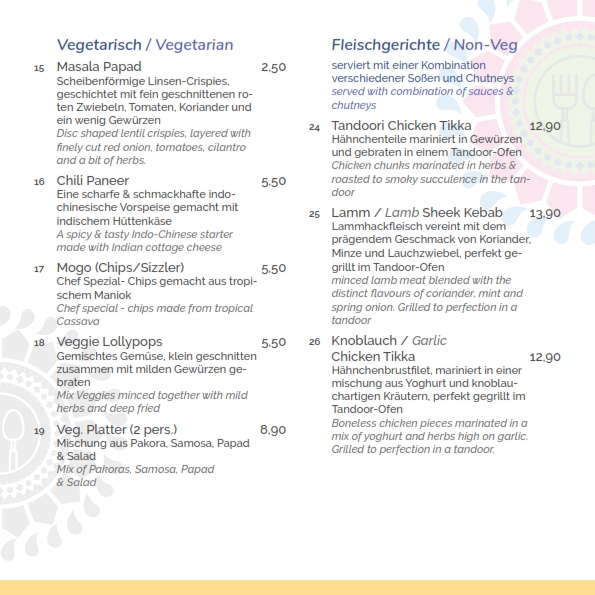 Vegetarisch / Vegetarian
15 Masala Papad 2,50
Scheibenförmige Linsen-Crispies,
geschichtet mit fein geschnittenen ro-
ten Zwiebeln, Tomaten, Koriander und
ein wenig Gewürzen
Disc shaped lentil crispies, layered with
finely cut red onion, tomatoes, cilantro
and a bit of herbs.
16 Chili Paneer 5,50
Eine scharfe & schmackhafte indo-
chinesische Vorspeise gemacht mit
indischem Hüttenkäse
A spicy & tasty Indo-Chinese starter
made with Indian cottage cheese
17 Mogo (Chips/Sizzler) 5,50
Chef Spezial- Chips gemacht aus tropi-
schem Maniok
Chef special - chips made from tropical
Cassava
18 Veggie Lollypops 5,50
Gemischtes Gemüse, klein geschnitten
zusammen mit milden Gewürzen ge-
braten
Mix Veggies minced together with mild
herbs and deep fried
19 Veg. Platter (2 pers.) 8,90
Mischung aus Pakora, Samosa, Papad
& Salad
Mix of Pakoras, Samosa, Papad
& Salad
Fleischgerichte / Non-Veg
serviert mit einer Kombination
verschiedener Soßen und Chutneys
served with combination of sauces &
chutneys
24 Tandoori Chicken Tikka 12,90
Hähnchenteile mariniert in Gewürzen
und gebraten in einem Tandoor-Ofen
Chicken chunks marinated in herbs &
roasted to smoky succulence in the tan-
door
25 Lamm / Lamb Sheek Kebab 13,90
Lammhackfleisch vereint mit dem
prägendem Geschmack von Koriander,
Minze und Lauchzwiebel, perfekt ge-
grillt im Tandoor-Ofen
minced lamb meat blended with the
distinct flavours of coriander, mint and
spring onion. Grilled to perfection in a
tandoor
26 Knoblauch / Garlic
Chicken Tikka 12,90
Hähnchenbrustfilet, mariniert in einer
mischung aus Yoghurt und knoblau-
chartigen Kräutern, perfekt gegrillt im
Tandoor-Ofen
Boneless chicken pieces marinated in a
mix of yoghurt and herbs high on garlic.
Grilled to perfection in a tandoor.